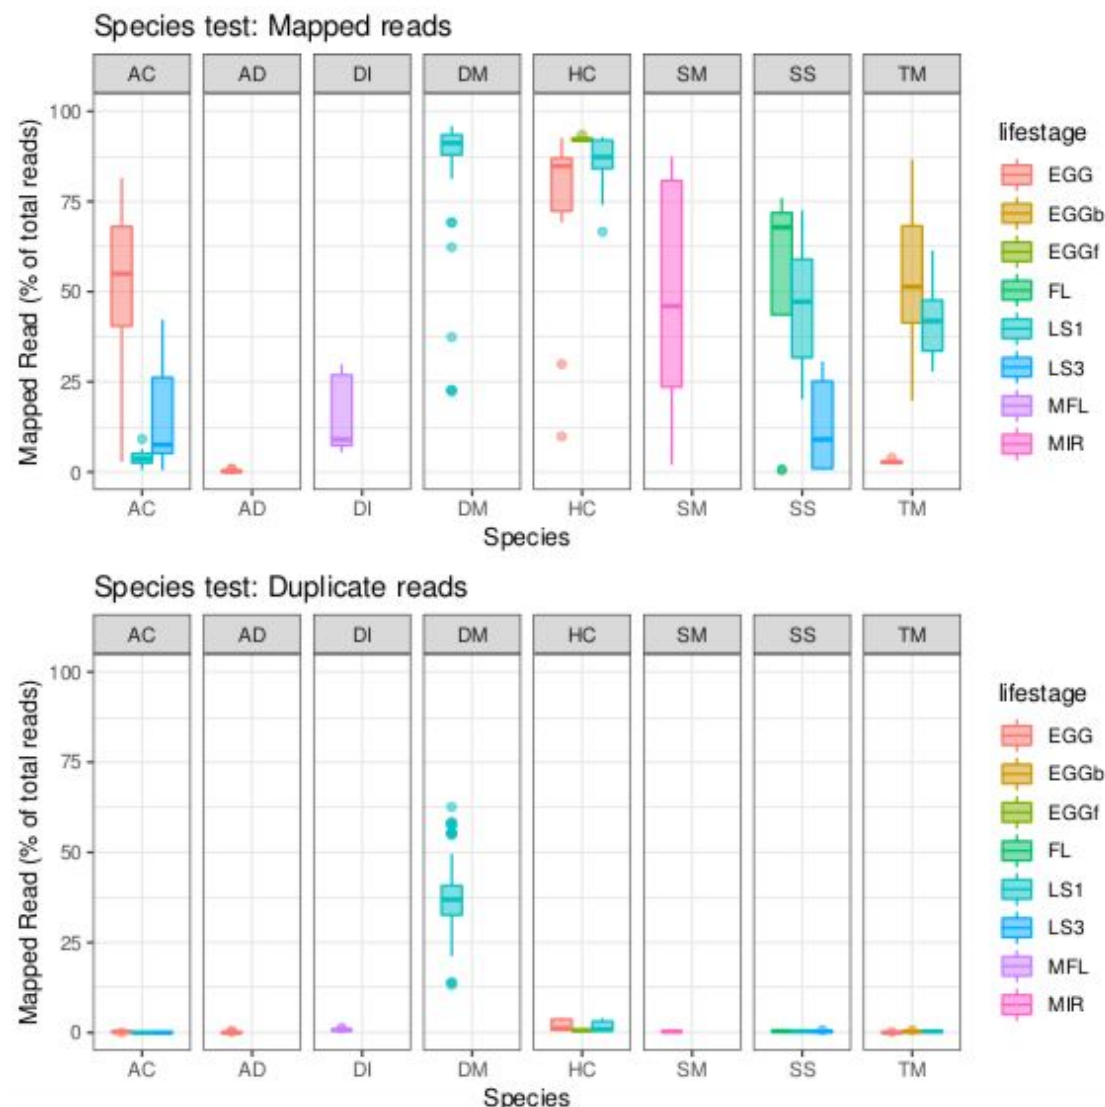 Species test: Mapped reads
AC AD DI DM HC SM SS TM
Mapped Read (% of total reads)
100
75
50
25
0
AC AD DI DM HC SM SS TM
Species
lifestage
EGG
EGGb
EGGf
FL
LS1
LS3
MFL
MIR
Species test: Duplicate reads
AC AD DI DM HC SM SS TM
Mapped Read (% of total reads)
100
75
50
25
0
AC AD DI DM HC SM SS TM
Species
lifestage
EGG
EGGb
EGGf
FL
LS1
LS3
MFL
MIR